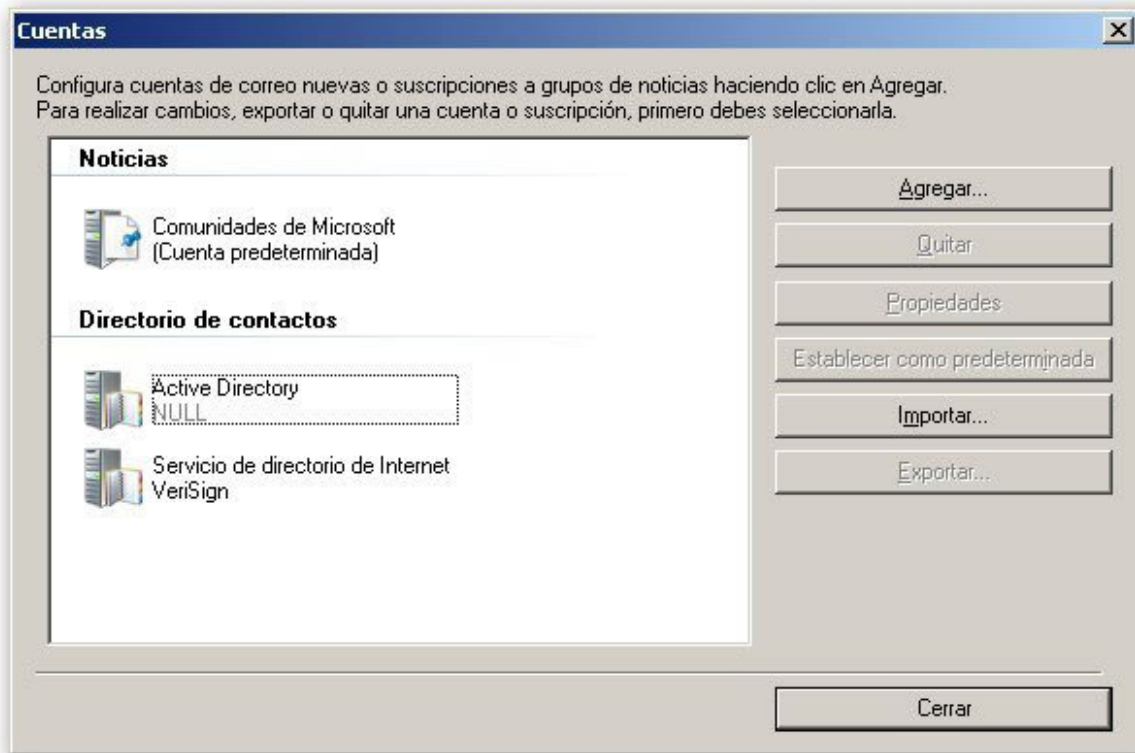 Cuentas
Configura cuentas de correo nuevas o suscripciones a grupos de noticias haciendo clic en Agregar.
Para realizar cambios, exportar o quitar una cuenta o suscripción, primero debes seleccionarla.
Noticias
Comunidades de Microsoft
(Cuenta predeterminada)
Directorio de contactos
Active Directory
NULL
Servicio de directorio de Internet
VeriSign
Agregar...
Quitar
Propiedades
Establecer como predeterminada
Importar...
Exportar...
Cerrar